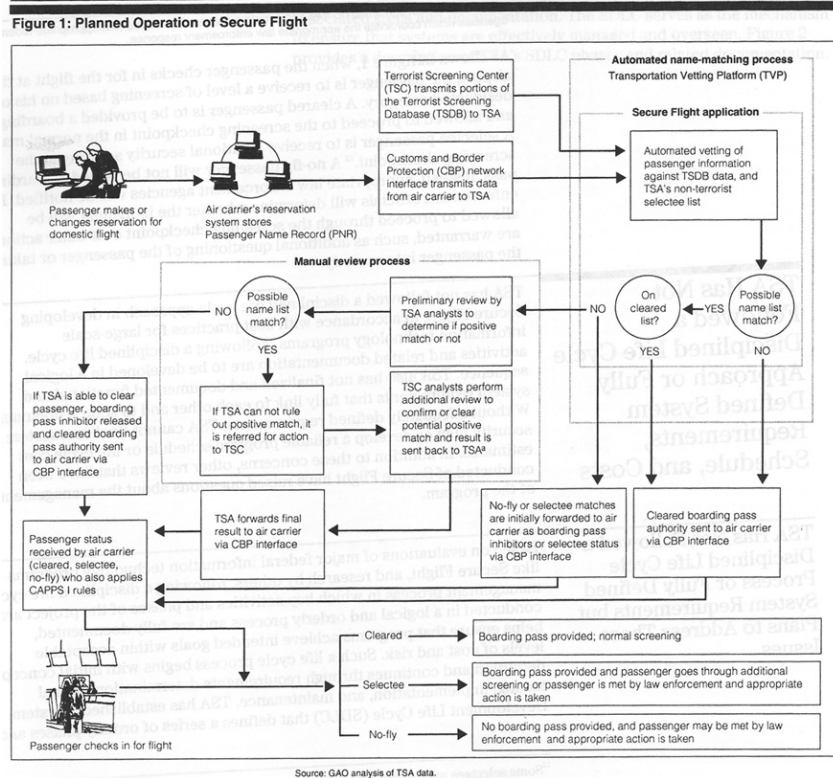 Figure 1: Planned Operation of Secure Flight
Terrorist Screening Center
(TSC) transmits portions of
the Terrorist Screening
Database (TSDB) to TSA
Automated name-matching process
Transportation Vetting Platform (TVP)
Secure Flight application
Automated vetting of
passenger information
against TSDB data, and
TSA's non-terrorist
selectee list
Customs and Border
Protection (CBP) network
interface transmits data
from air carrier to TSA
Passenger makes or
changes reservation for
domestic flight
Air carrier's reservation
system stores
Passenger Name Record (PNR)
Manual review process
Possible
name list
match?
NO
YES
Preliminary review by
TSA analysts to
determine if positive
match or not
NO
On
cleared
list?
YES
YES
Possible
name list
match?
NO
If TSA is able to clear
passenger, boarding
pass inhibitor released
and cleared boarding
pass authority sent
to air carrier via
CBP interface
If TSA can not rule
out positive match, it
is referred for action
to TSC
TSC analysts perform
additional review to
confirm or clear
potential positive
match and result is
sent back to TSAª
Passenger status
received by air carrier
(cleared, selectee,
no-fly) who also applies
CAPPS I rules
TSA forwards final
result to air carrier
via CBP interface
No-fly or selectee matches
are initially forwarded to air
carrier as boarding pass
inhibitors or selectee status
via CBP interface
Cleared boarding pass
authority sent to air carrier
via CBP interface
Cleared
Boarding pass provided; normal screening
Selectee
Boarding pass provided and passenger goes through additional
screening or passenger is met by law enforcement and appropriate
action is taken
No-fly
No boarding pass provided, and passenger may be met by law
enforcement and appropriate action is taken
Passenger checks in for flight
Source: GAO analysis of TSA data.